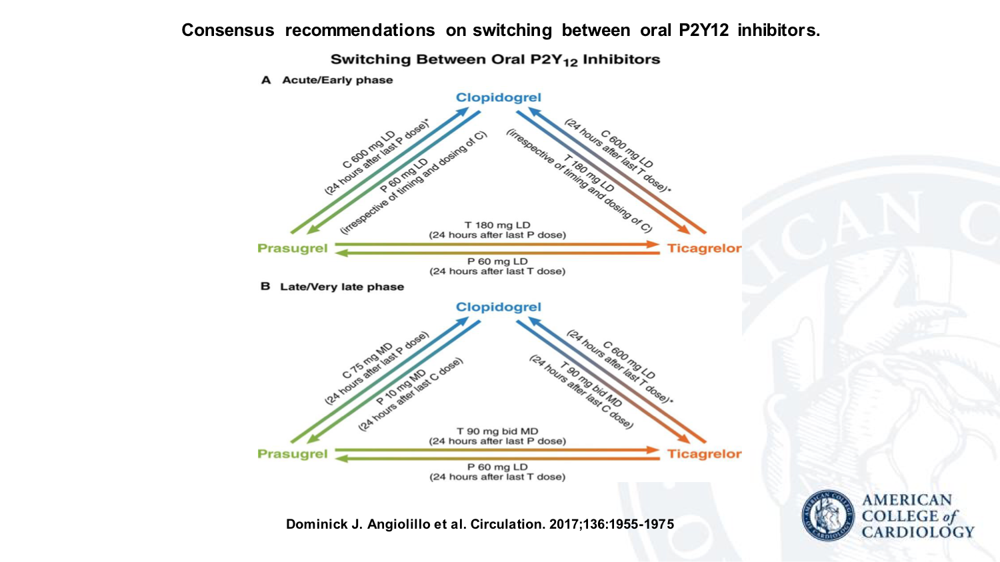 Consensus recommendations on switching between oral P2Y12 inhibitors.
Switching Between Oral P2Y12 Inhibitors
A Acute/Early phase
Clopidogrel
C 600 mg LD
(24 hours after last P dose)*
P 60 mg LD
(irrespective of timing and dosing of C)
C 600 mg LD
(24 hours after last T dose)*
T 180 mg LD
(irrespective of timing and dosing of C)
T 180 mg LD
(24 hours after last P dose)
Prasugrel
Ticagrelor
P 60 mg LD
(24 hours after last T dose)
B Late/Very late phase
Clopidogrel
C 75 mg MD
(24 hours after last P dose)
P 10 mg MD
(24 hours after last C dose)
C 600 mg LD
(24 hours after last T dose)*
T 90 mg bid MD
(24 hours after last C dose)
T 90 mg bid MD
(24 hours after last P dose)
Prasugrel
Ticagrelor
P 60 mg LD
(24 hours after last T dose)
Dominick J. Angiolillo et al. Circulation. 2017;136:1955-1975
AMERICAN
COLLEGE of
CARDIOLOGY